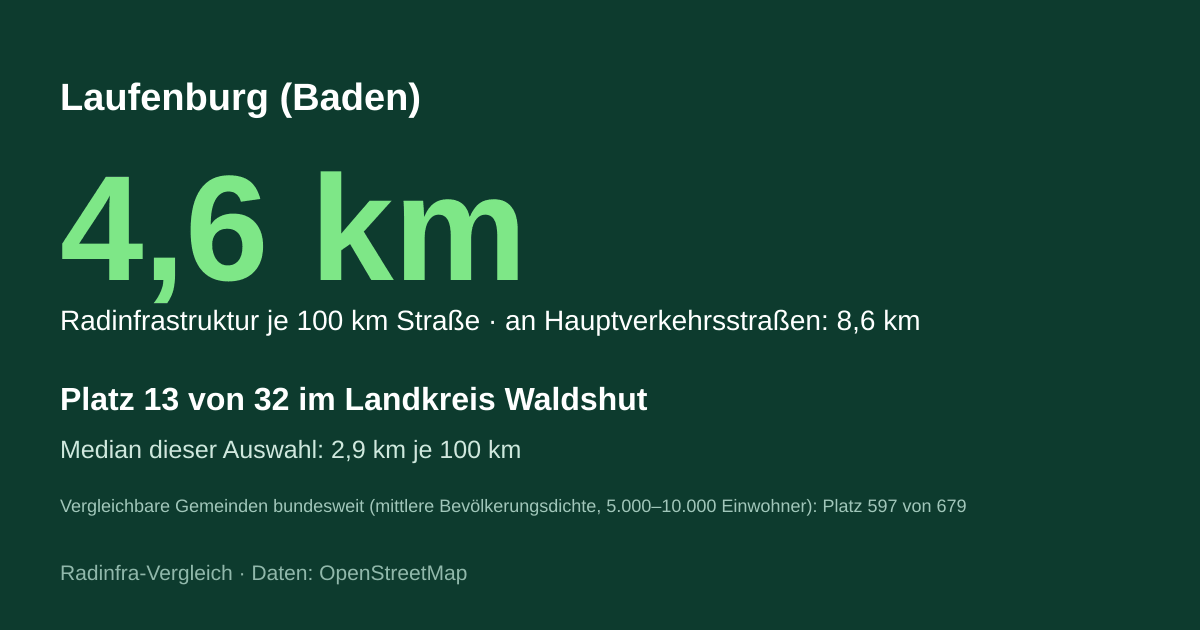 Laufenburg (Baden)
4,6 km
Radinfrastruktur je 100 km Straße · an Hauptverkehrsstraßen: 8,6 km
Platz 13 von 32 im Landkreis Waldshut
Median dieser Auswahl: 2,9 km je 100 km
Vergleichbare Gemeinden bundesweit (mittlere Bevölkerungsdichte, 5.000–10.000 Einwohner): Platz 597 von 679
Radinfra-Vergleich · Daten: OpenStreetMap